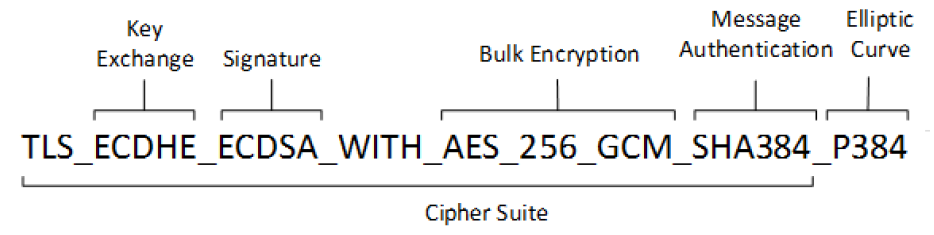 Key
Exchange
Signature
Bulk Encryption
Message
Authentication
Elliptic
Curve
TLS_ECDHE_ECDSA_WITH_AES_256_GCM_SHA384_P384
Cipher Suite